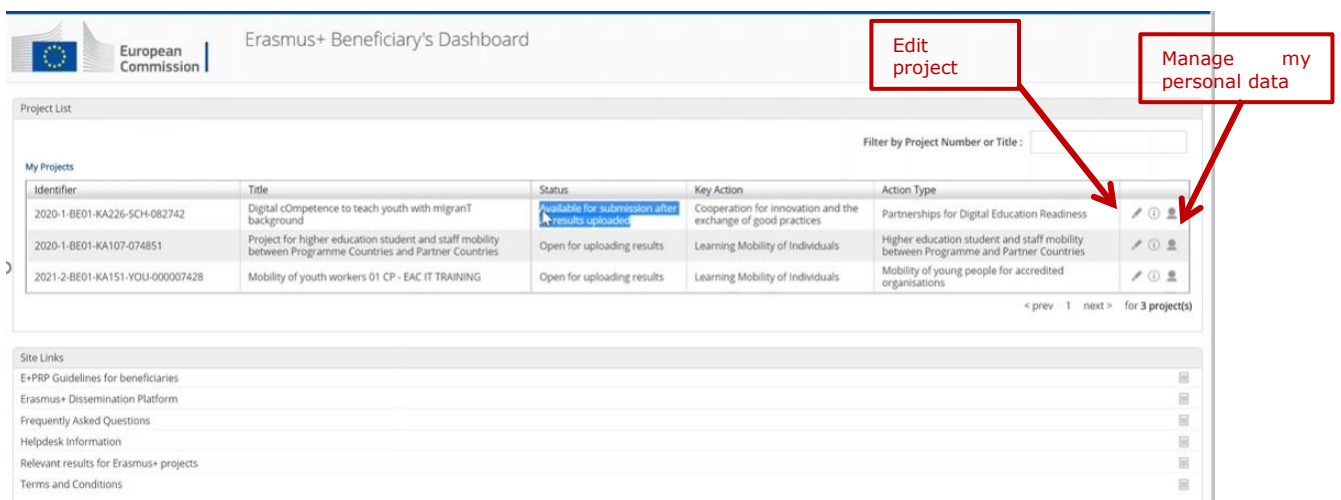 European
Commission
Erasmus+ Beneficiary's Dashboard
Edit
project
Manage my
personal data
Project List
Filter by Project Number or Title :
My Projects
Identifier Title Status Key Action Action Type
2020-1-BE01-KA226-SCH-082742
Digital cOmpetence to teach youth with mIgranT
background
Available for submission after
results uploaded
Cooperation for innovation and the
exchange of good practices
Partnerships for Digital Education Readiness
2020-1-BE01-KA107-074851
Project for higher education student and staff mobility
between Programme Countries and Partner Countries
Open for uploading results
Learning Mobility of Individuals
Higher education student and staff mobility
between Programme and Partner Countries
2021-2-BE01-KA151-YOU-000007428
Mobility of youth workers 01 CP - EAC IT TRAINING
Open for uploading results
Learning Mobility of Individuals
Mobility of young people for accredited
organisations
< prev 1 next > for 3 project(s)
Site Links
E+PRP Guidelines for beneficiaries
Erasmus+ Dissemination Platform
Frequently Asked Questions
Helpdesk Information
Relevant results for Erasmus+ projects
Terms and Conditions